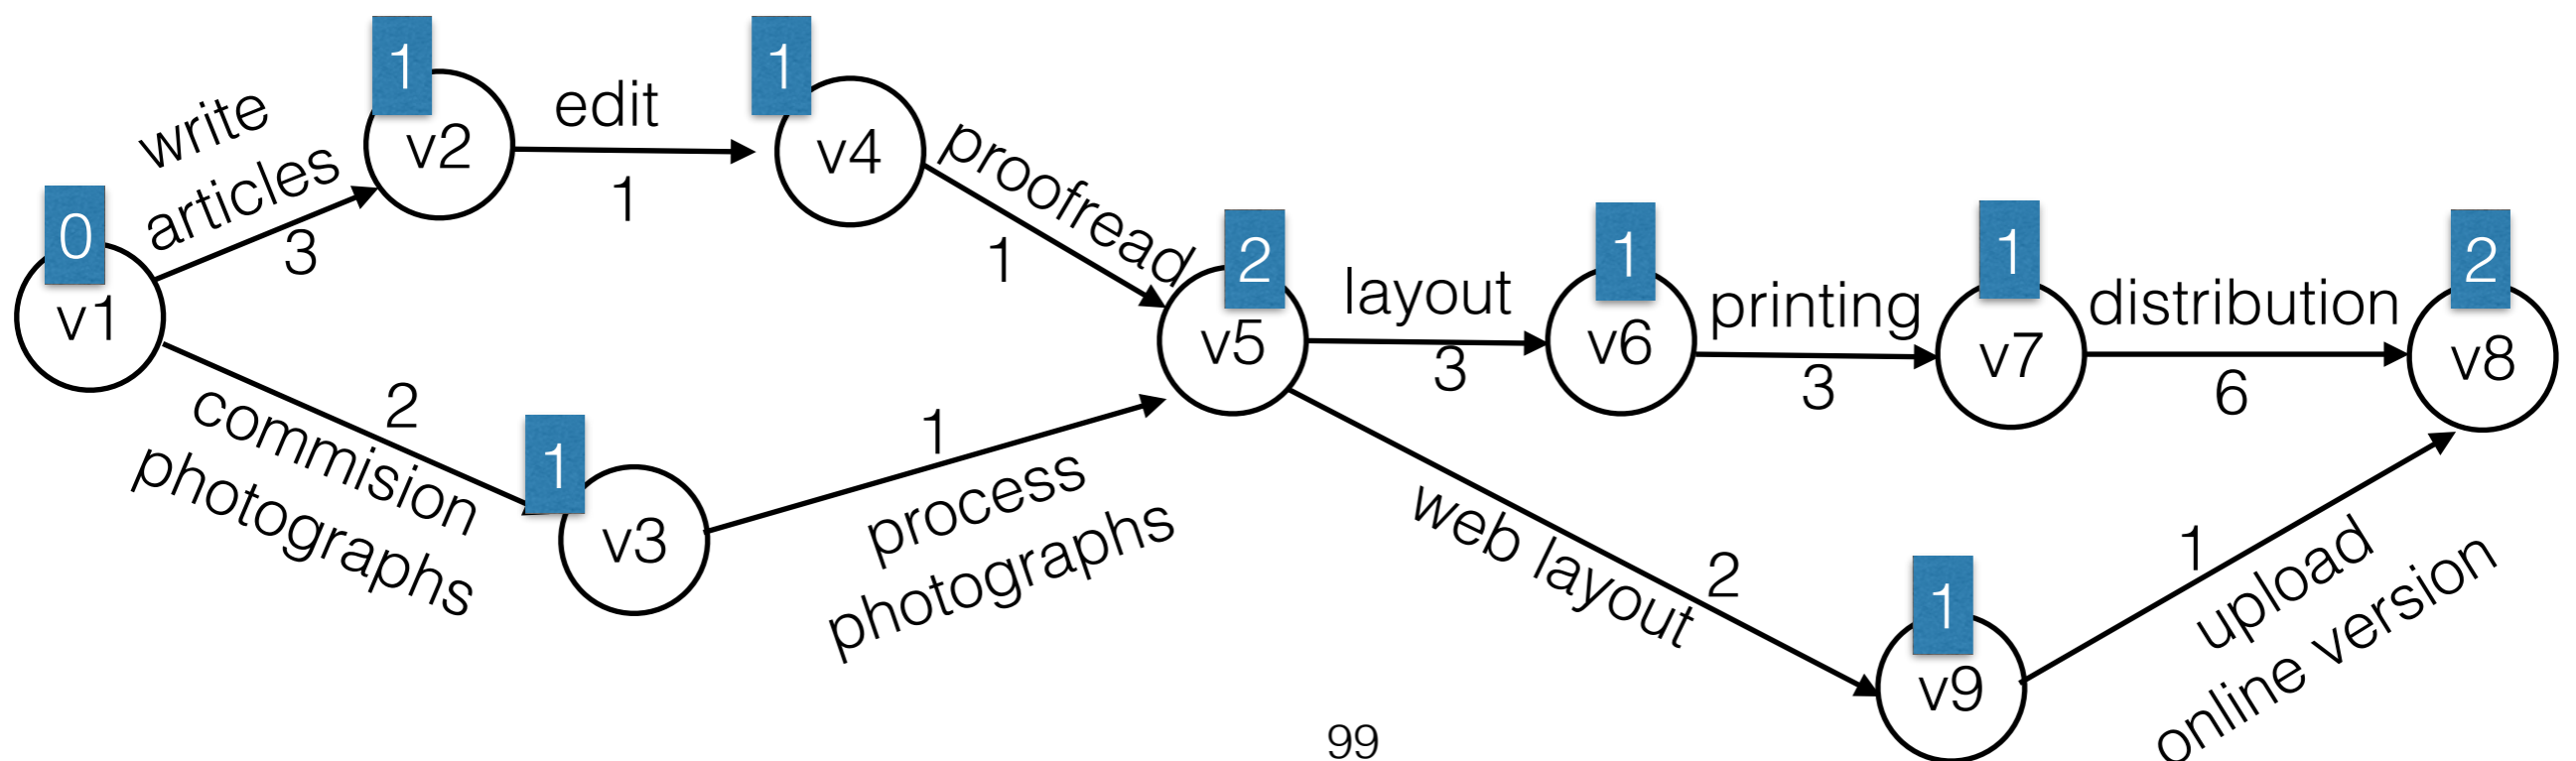 1
1
write
edit
v2
v4
proofread
articles
1
0
3
1
2
1
1
2
v1
layout
printing
distribution
v5
v6
v7
v8
3
3
6
2
commision
photographs
1
1
v3
process
photographs
web layout
2
1
1
upload
online version
v9
99